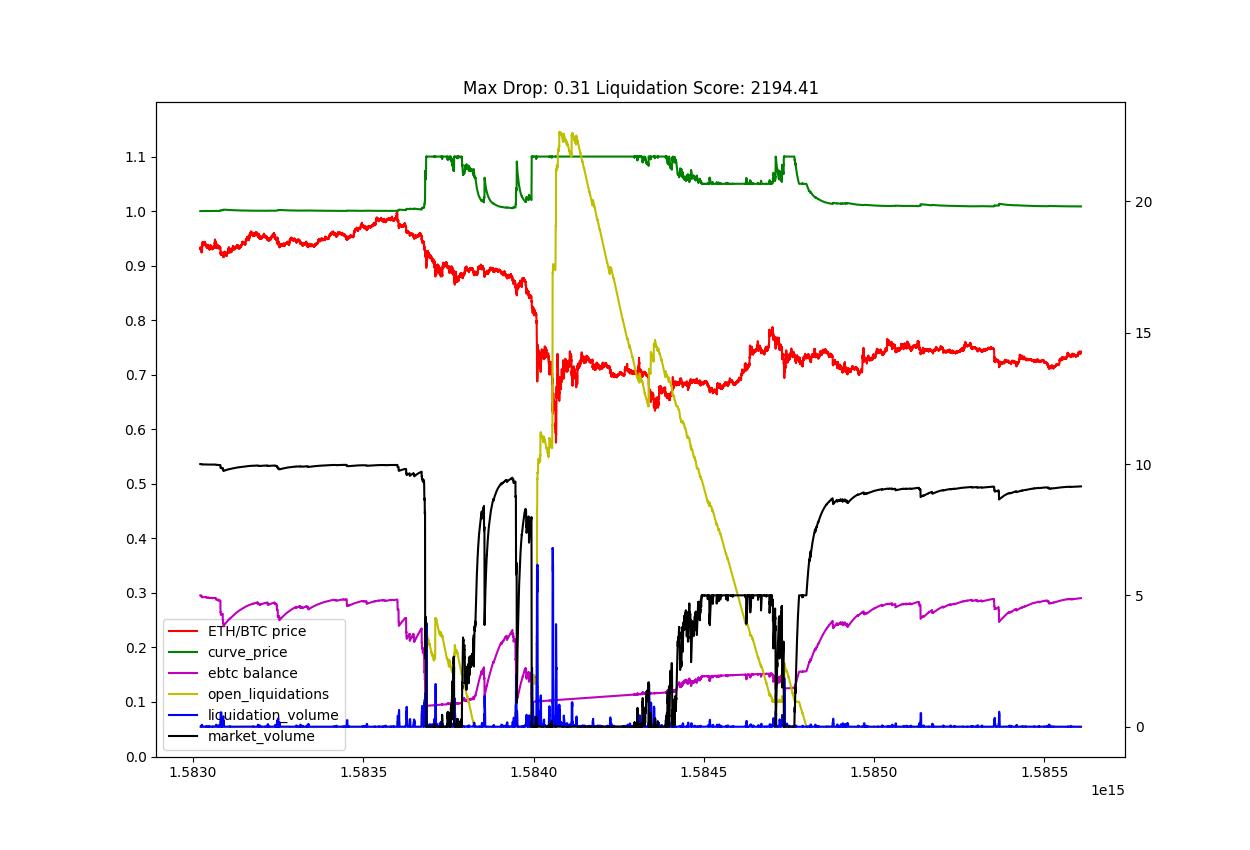 Max Drop: 0.31 Liquidation Score: 2194.41
1.1
1.0
0.9
0.8
0.7
0.6
0.5
0.4
0.3
0.2
0.1
0.0
20
15
10
5
0
ETH/BTC price
curve_price
ebtc balance
open_liquidations
liquidation_volume
market_volume
1.5830 1.5835 1.5840 1.5845 1.5850 1.5855
1e15